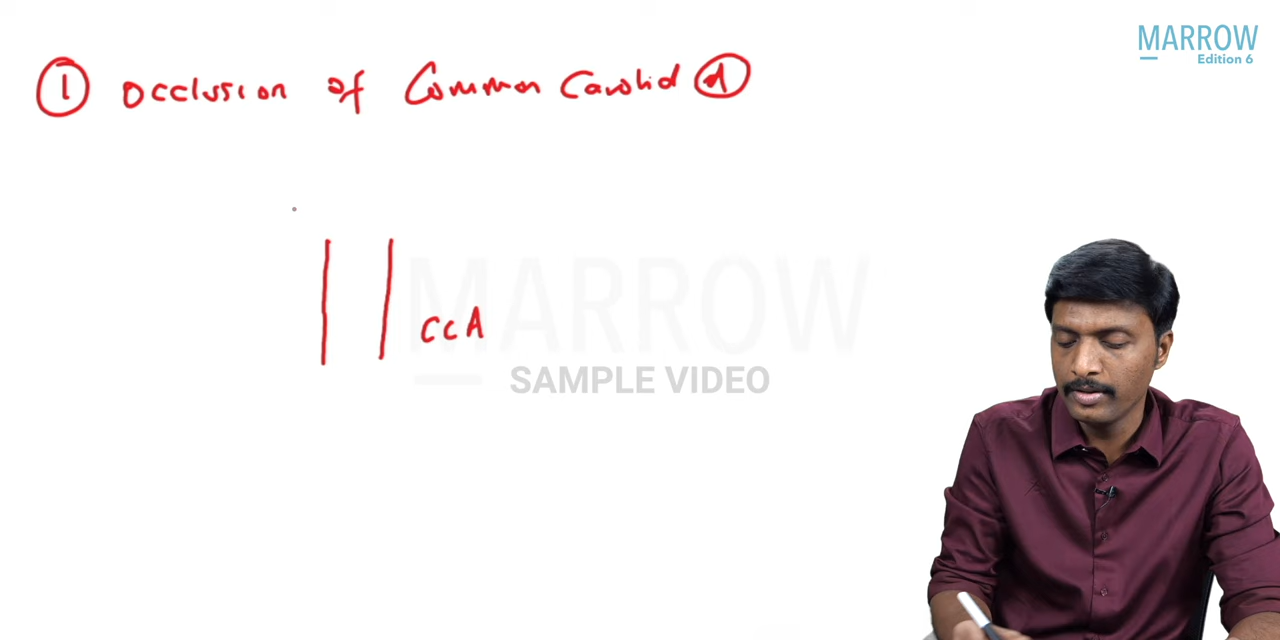 MARROW
Edition 6
① Occlusion of Common Carotid Ⓐ
CCA
MARROW
SAMPLE VIDEO